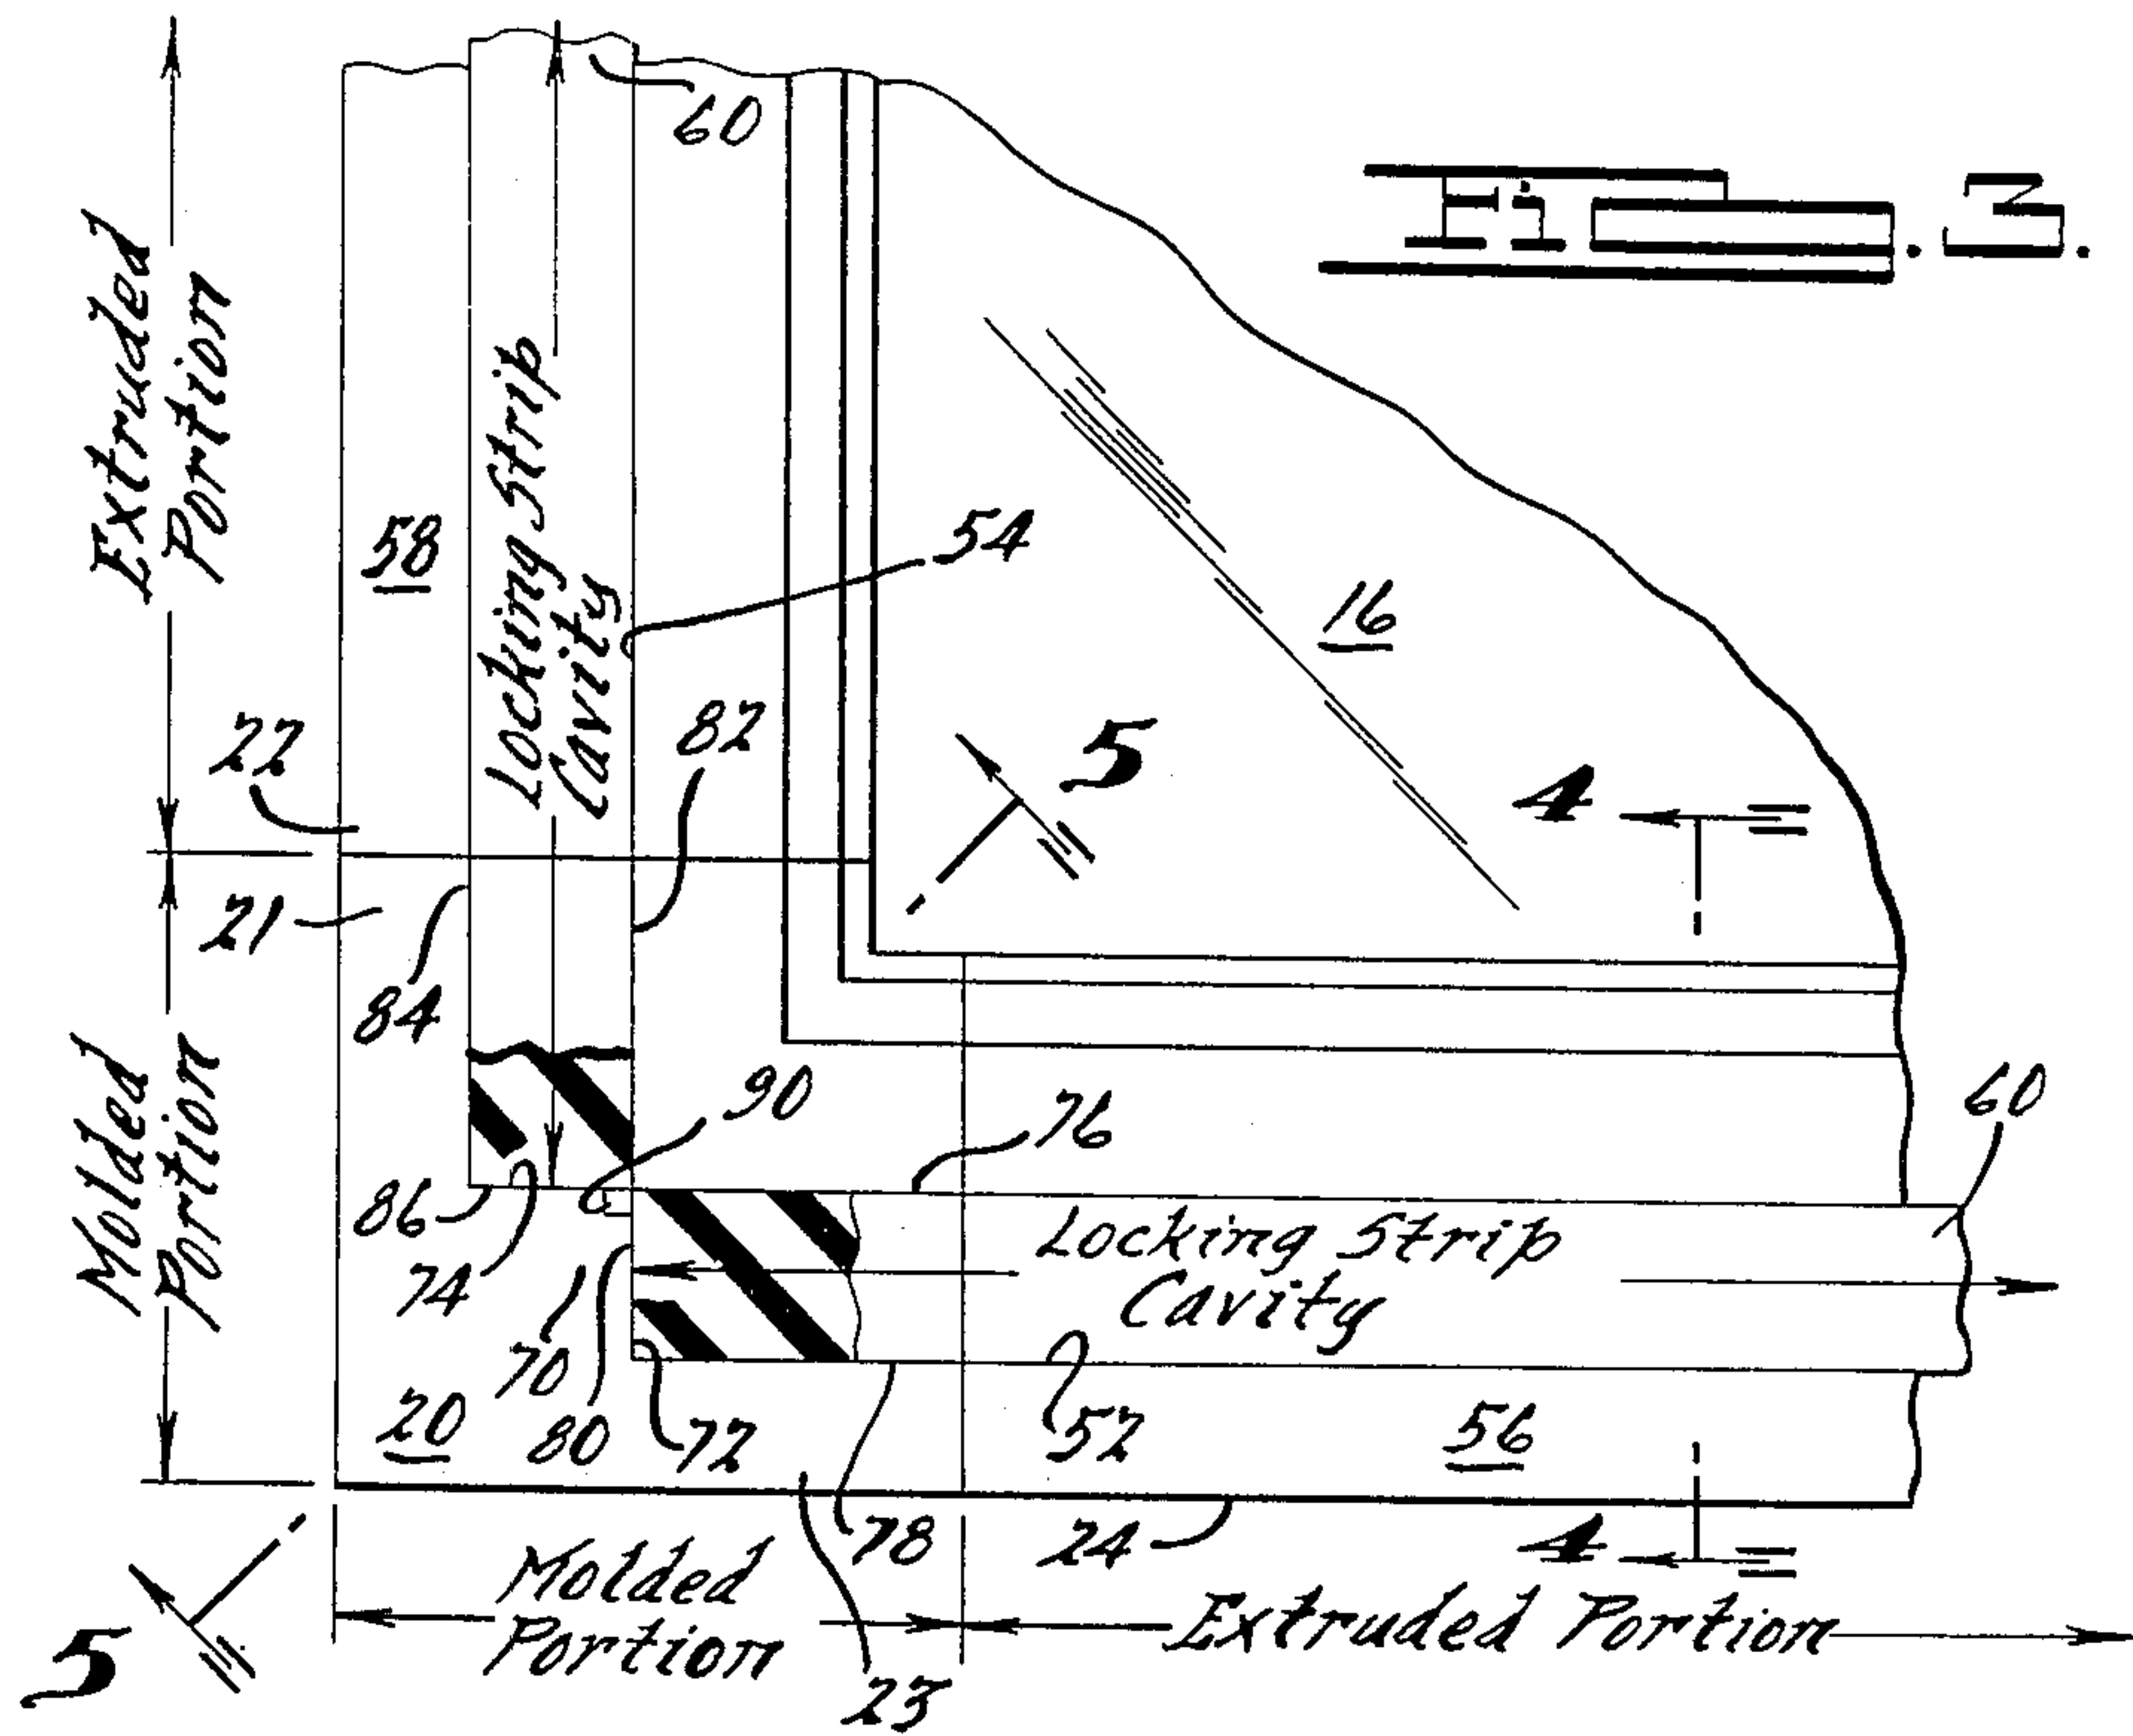 Fig. 3.
60
Extruded
Portion
Locking Strip
Cavity
58
54
16
22
82
5
4
21
84
90
76
60
Molded
Portion
86
74
Locking Strip
Cavity
70
20
80
72
52
56
78
24
4
Molded
Portion
Extruded Portion
5
23